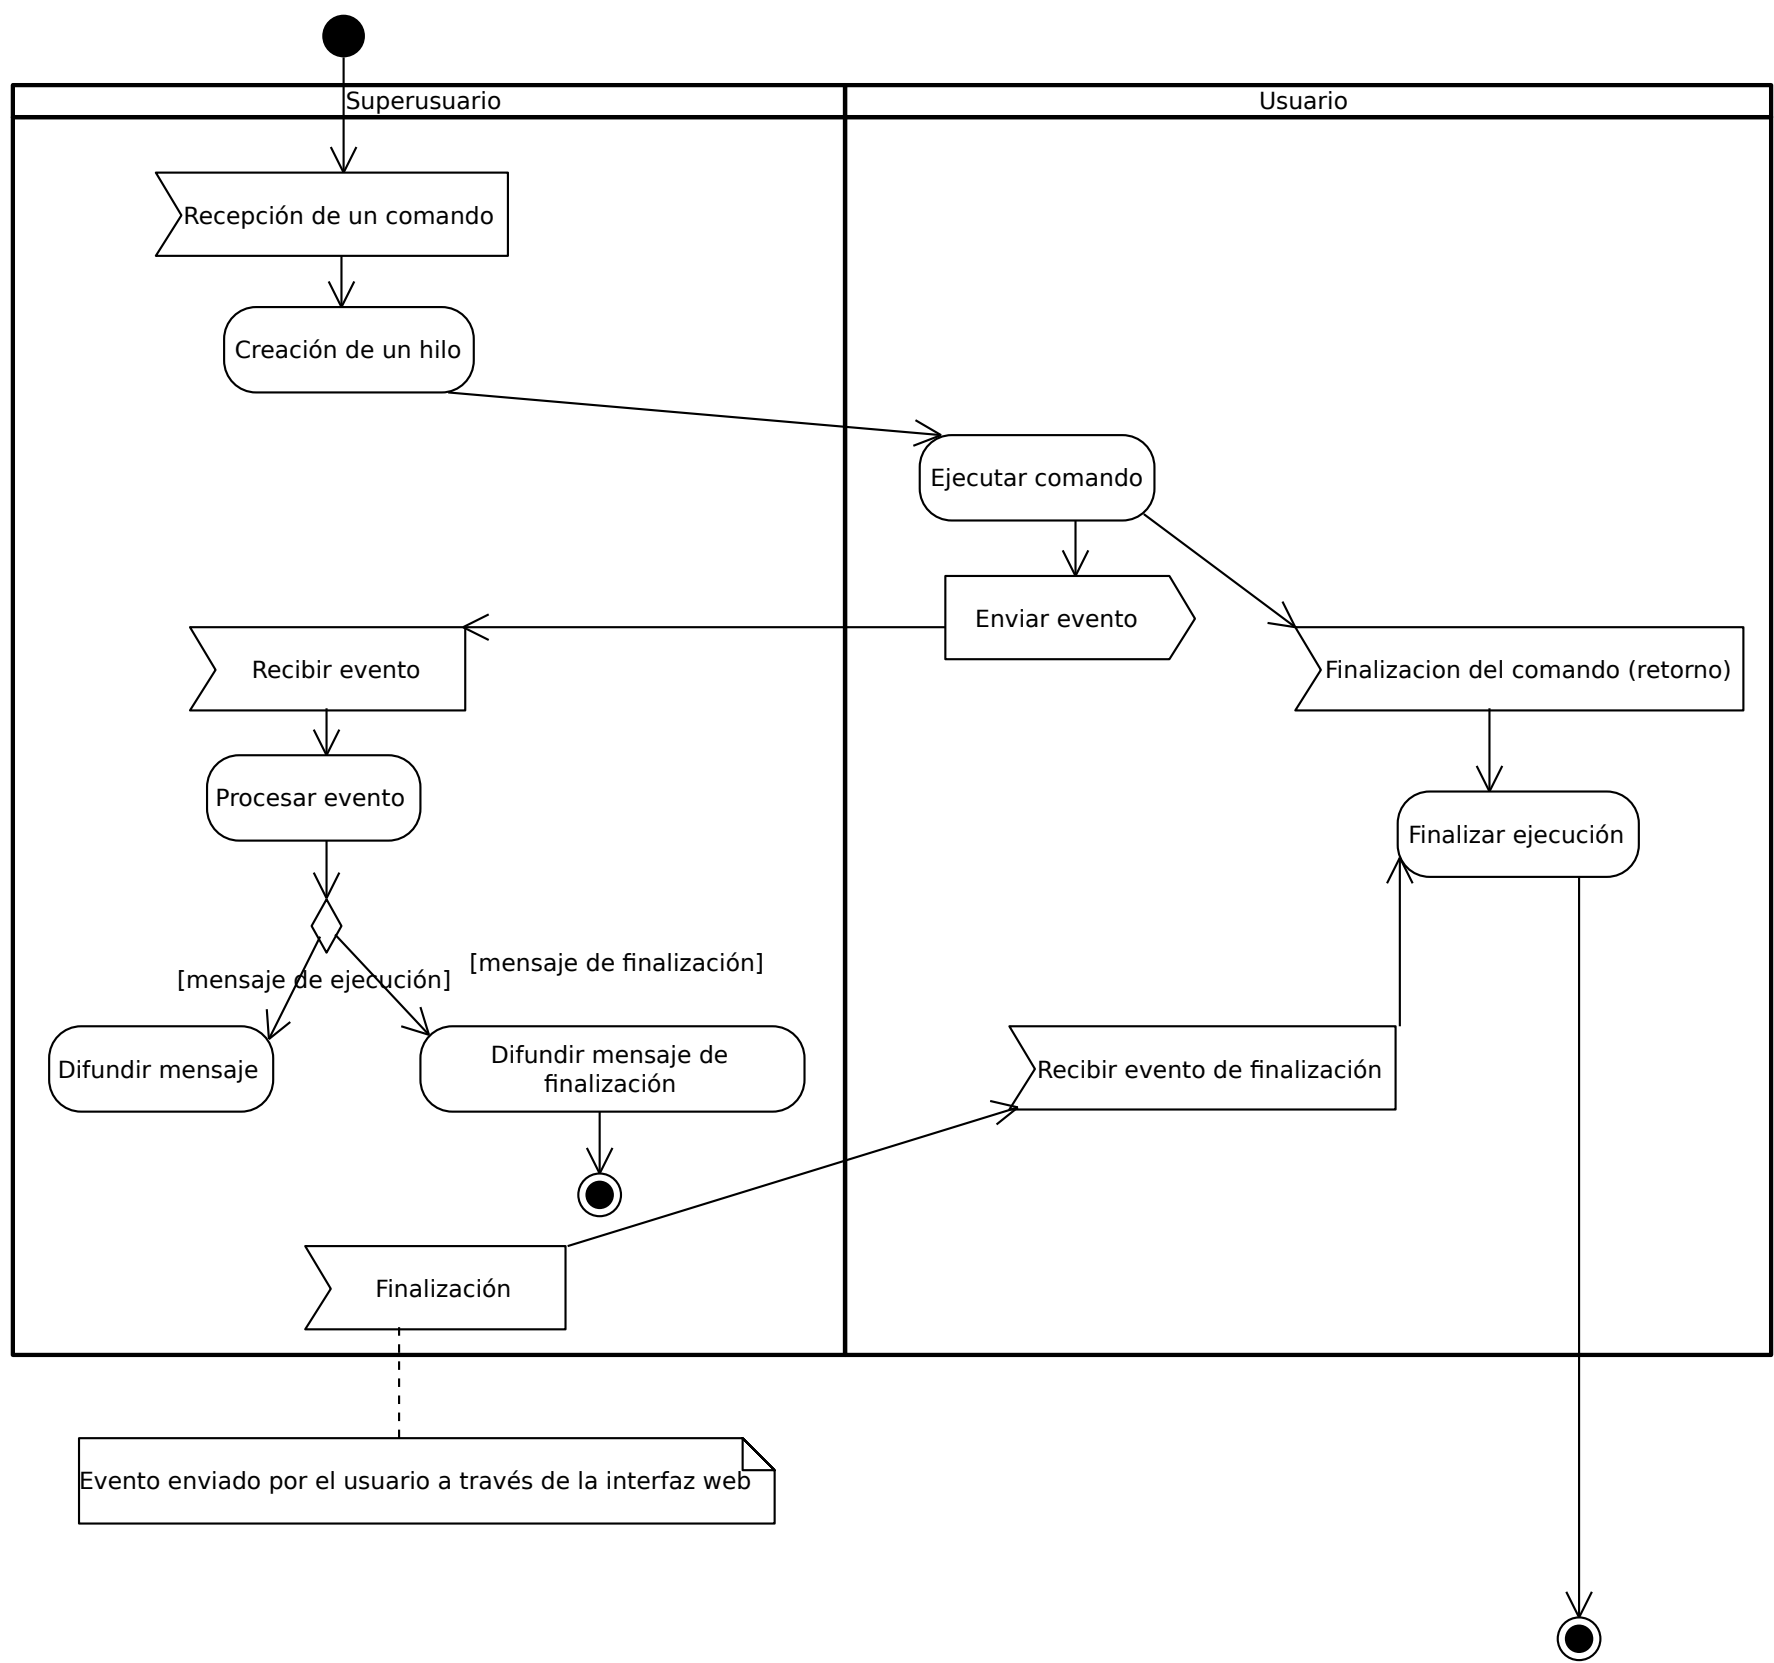 Superusuario
Usuario
Recepción de un comando
Creación de un hilo
Ejecutar comando
Enviar evento
Recibir evento
Finalizacion del comando (retorno)
Procesar evento
Finalizar ejecución
[mensaje de finalización]
[mensaje de ejecución]
Difundir mensaje
Difundir mensaje de
finalización
Recibir evento de finalización
Finalización
Evento enviado por el usuario a través de la interfaz web